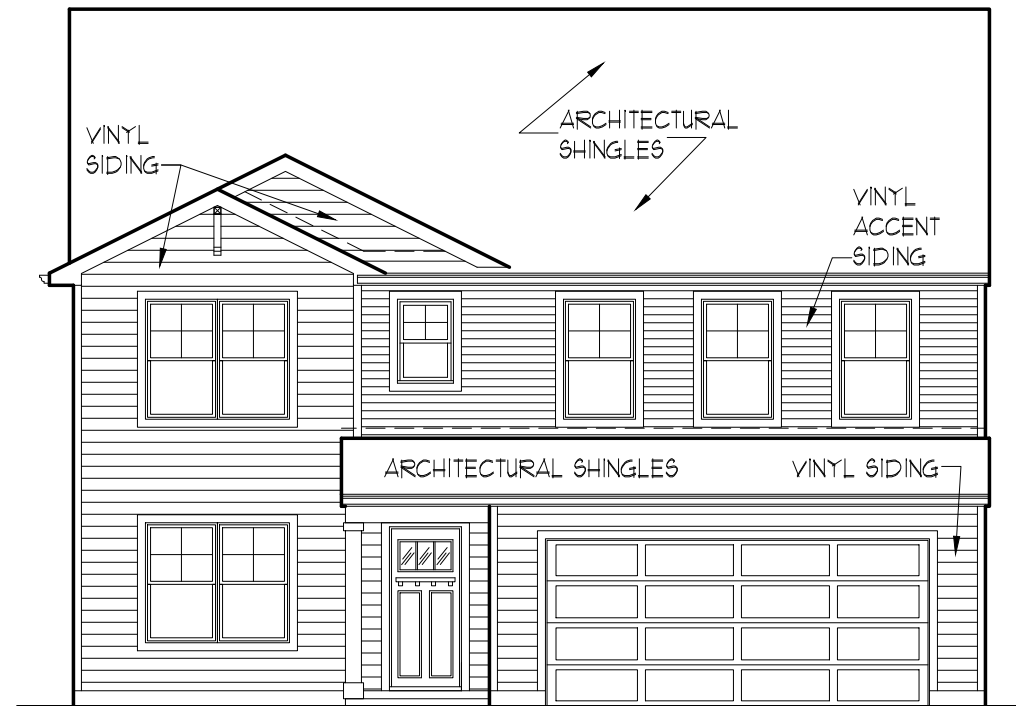 VINYL
SIDING
ARCHITECTURAL
SHINGLES
VINYL
ACCENT
SIDING
ARCHITECTURAL SHINGLES
VINYL SIDING